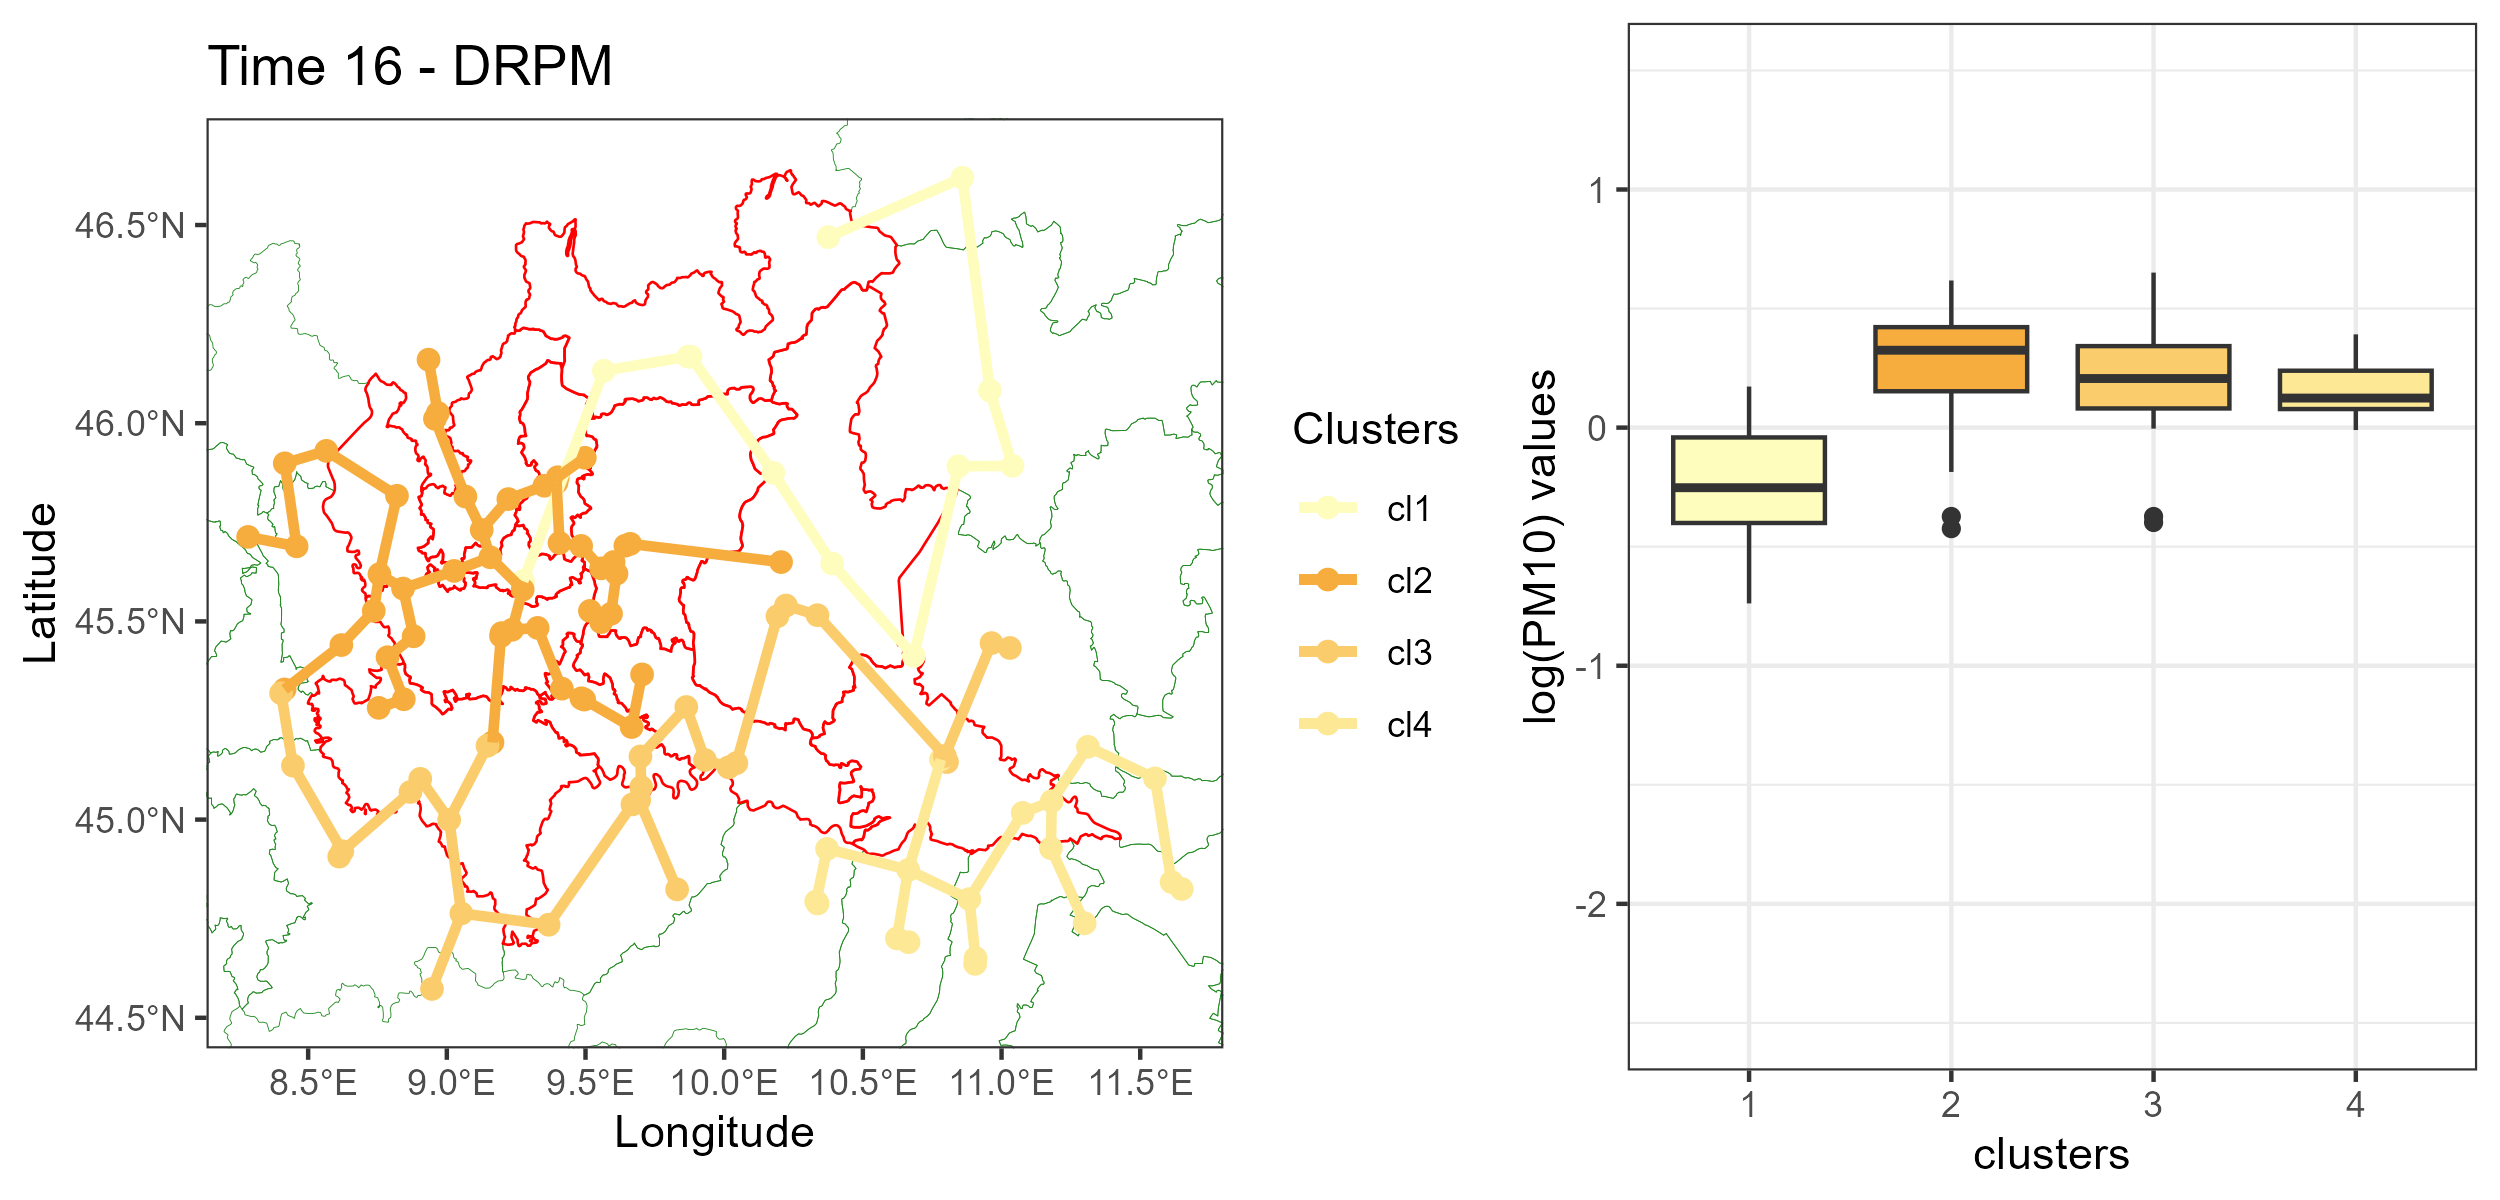 Time 16 - DRPM
Latitude
46.5°N
46.0°N
45.5°N
45.0°N
44.5°N
8.5°E 9.0°E 9.5°E 10.0°E 10.5°E 11.0°E 11.5°E
Longitude
Clusters
cl1
cl2
cl3
cl4
log(PM10) values
1
0
-1
-2
1 2 3 4
clusters